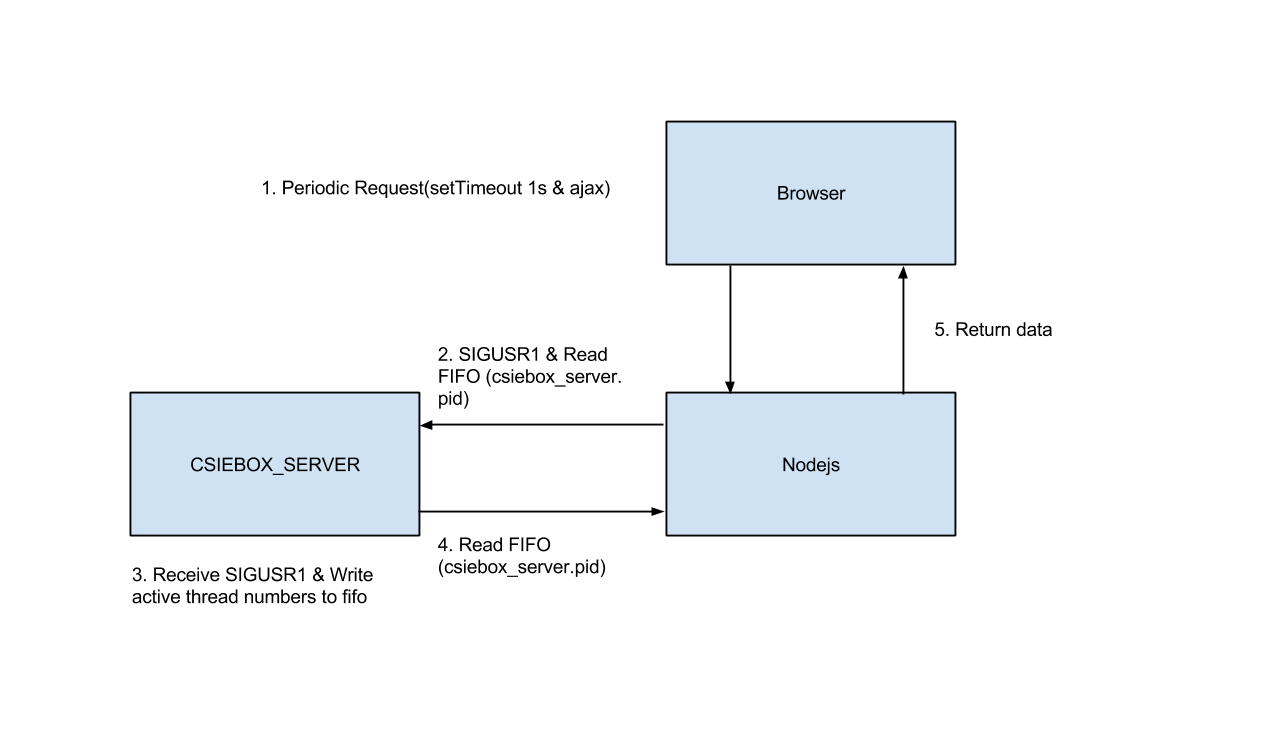 Browser
1. Periodic Request(setTimeout 1s & ajax)
5. Return data
2. SIGUSR1 & Read
FIFO (csiebox_server.
pid)
CSIEBOX_SERVER
Nodejs
4. Read FIFO
(csiebox_server.pid)
3. Receive SIGUSR1 & Write
active thread numbers to fifo